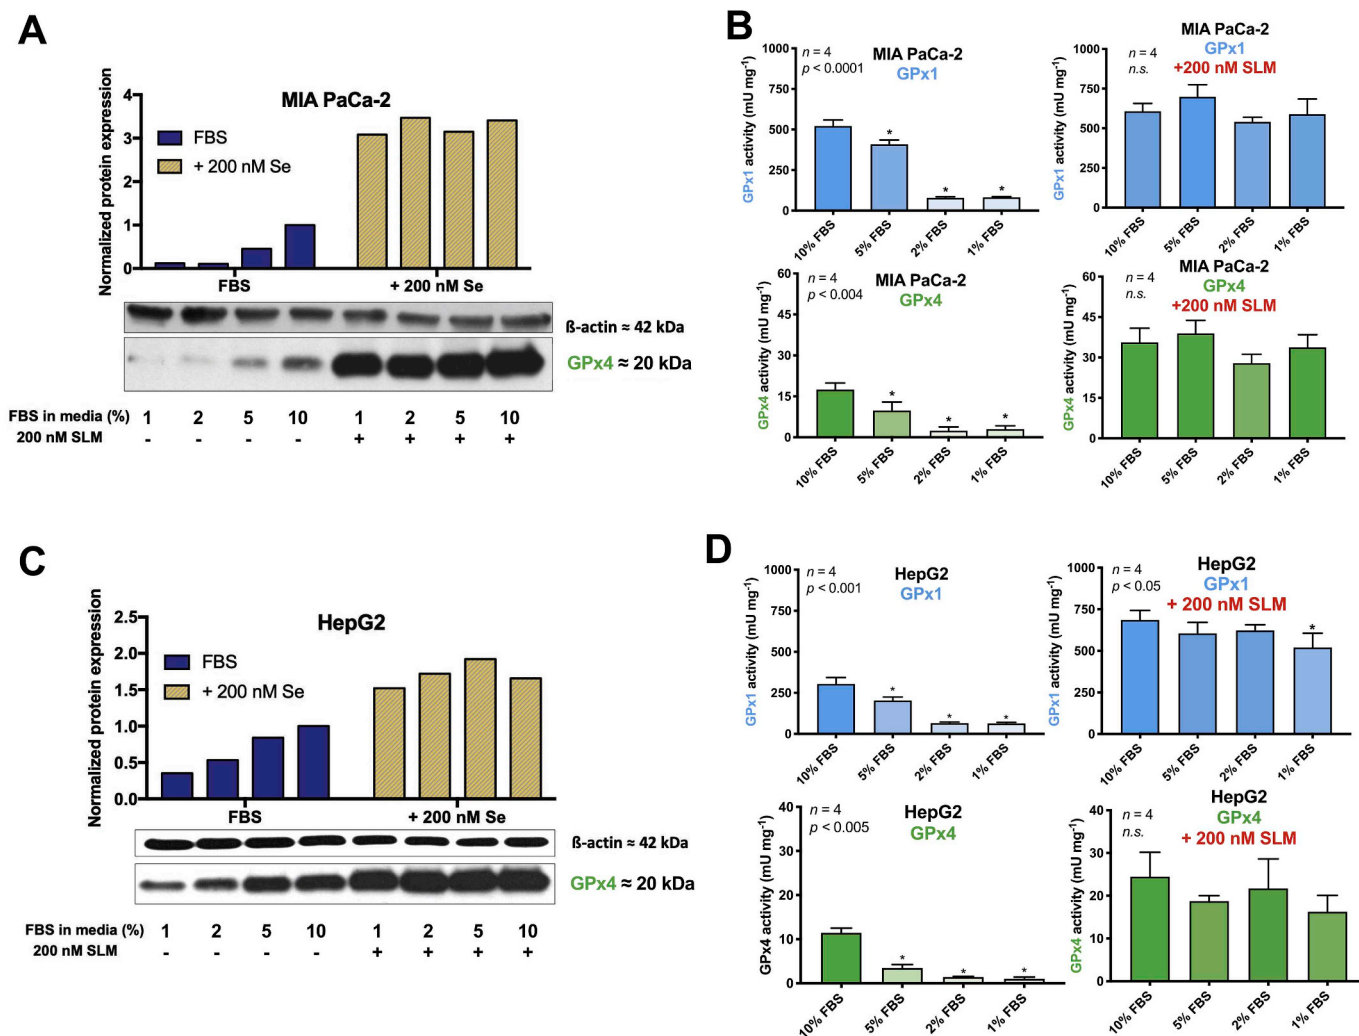 A
MIA PaCa-2
Normalized protein expression
4
3
2
1
0
FBS
+ 200 nM Se
FBS
+ 200 nM Se
ß-actin ≈ 42 kDa
GPx4 ≈ 20 kDa
FBS in media (%) 1 2 5 10 1 2 5 10
200 nM SLM - - - - + + + +
B
n = 4
p < 0.0001
MIA PaCa-2
GPx1
GPx1 activity (mU mg-1)
1000
750
500
250
0
* * *
10% FBS 5% FBS 2% FBS 1% FBS
n = 4
n.s.
MIA PaCa-2
GPx1
+200 nM SLM
GPx1 activity (mU mg-1)
1000
750
500
250
0
10% FBS 5% FBS 2% FBS 1% FBS
n = 4
p < 0.004
MIA PaCa-2
GPx4
GPx4 activity (mU mg-1)
60
45
30
15
0
* * *
10% FBS 5% FBS 2% FBS 1% FBS
n = 4
n.s.
MIA PaCa-2
GPx4
+200 nM SLM
GPx4 activity (mU mg-1)
60
45
30
15
0
10% FBS 5% FBS 2% FBS 1% FBS
C
HepG2
Normalized protein expression
2.5
2.0
1.5
1.0
0.5
0.0
FBS
+ 200 nM Se
FBS
+ 200 nM Se
ß-actin ≈ 42 kDa
GPx4 ≈ 20 kDa
FBS in media (%) 1 2 5 10 1 2 5 10
200 nM SLM - - - - + + + +
D
n = 4
p < 0.001
HepG2
GPx1
GPx1 activity (mU mg-1)
1000
750
500
250
0
* * *
10% FBS 5% FBS 2% FBS 1% FBS
n = 4
p < 0.05
HepG2
GPx1
+ 200 nM SLM
GPx1 activity (mU mg-1)
1000
750
500
250
0
*
10% FBS 5% FBS 2% FBS 1% FBS
n = 4
p < 0.005
HepG2
GPx4
GPx4 activity (mU mg-1)
40
30
20
10
0
* * *
10% FBS 5% FBS 2% FBS 1% FBS
n = 4
n.s.
HepG2
GPx4
+ 200 nM SLM
GPx4 activity (mU mg-1)
40
30
20
10
0
10% FBS 5% FBS 2% FBS 1% FBS